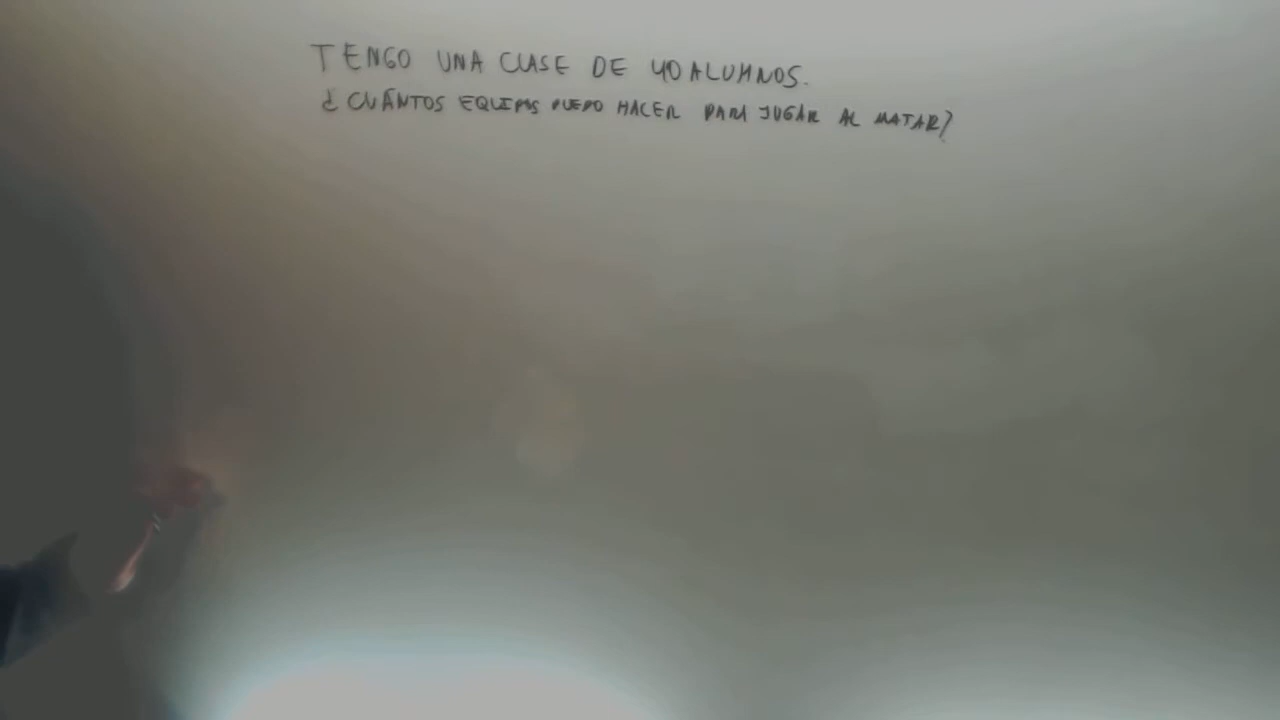 TENGO UNA CLASE DE 40 ALUMNOS.
¿CUÁNTOS EQUIPOS PUEDO HACER PARA JUGAR AL MATAR?